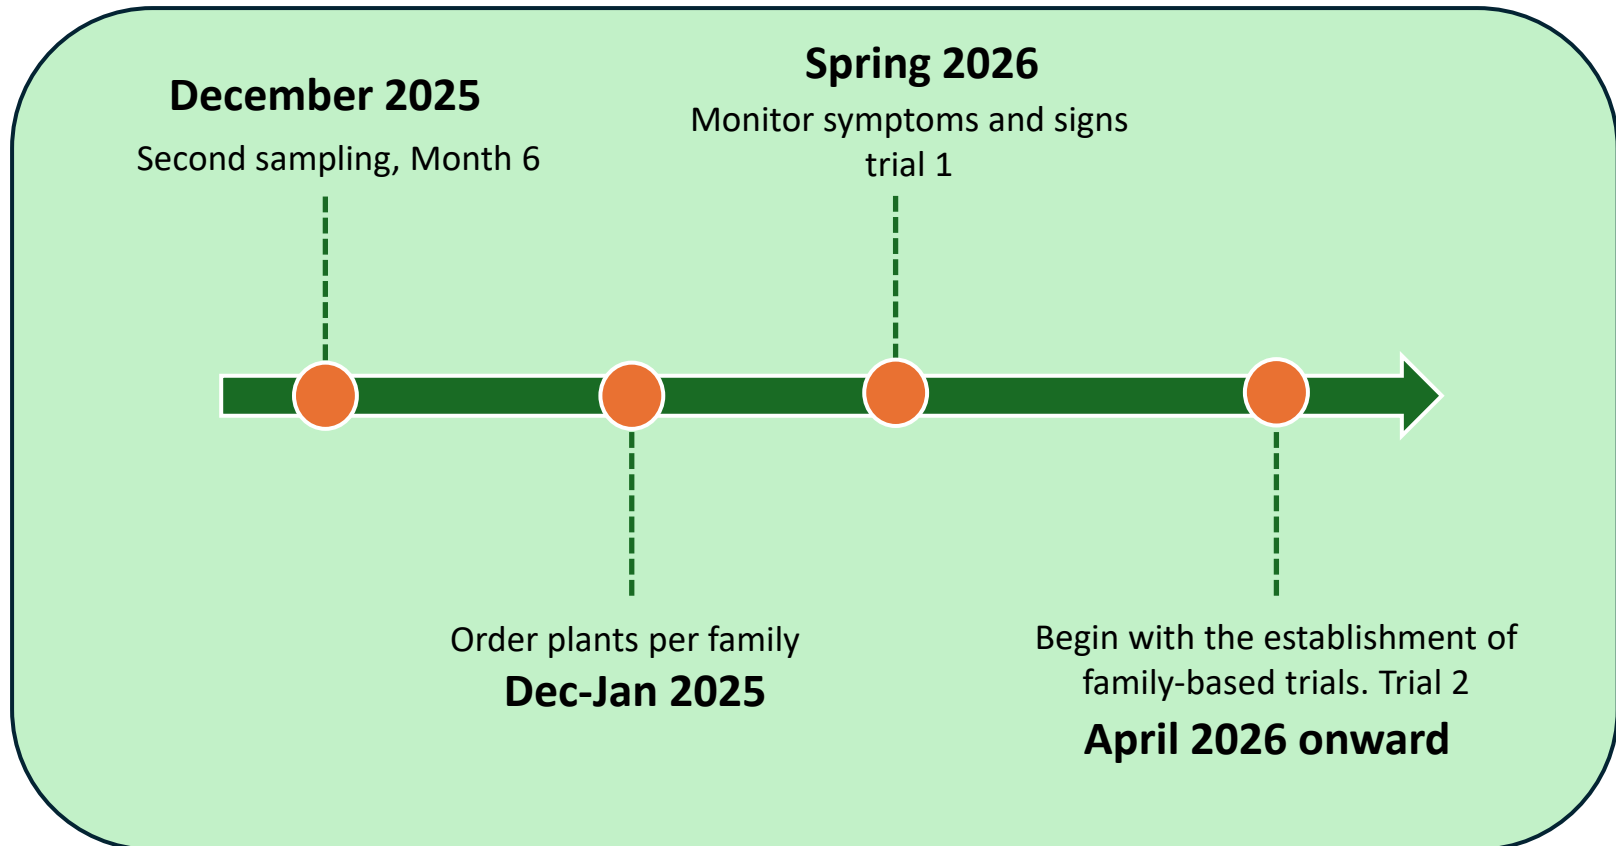 December 2025
Second sampling, Month 6
Order plants per family
Dec-Jan 2025
Spring 2026
Monitor symptoms and signs
trial 1
Begin with the establishment of
family-based trials. Trial 2
April 2026 onward